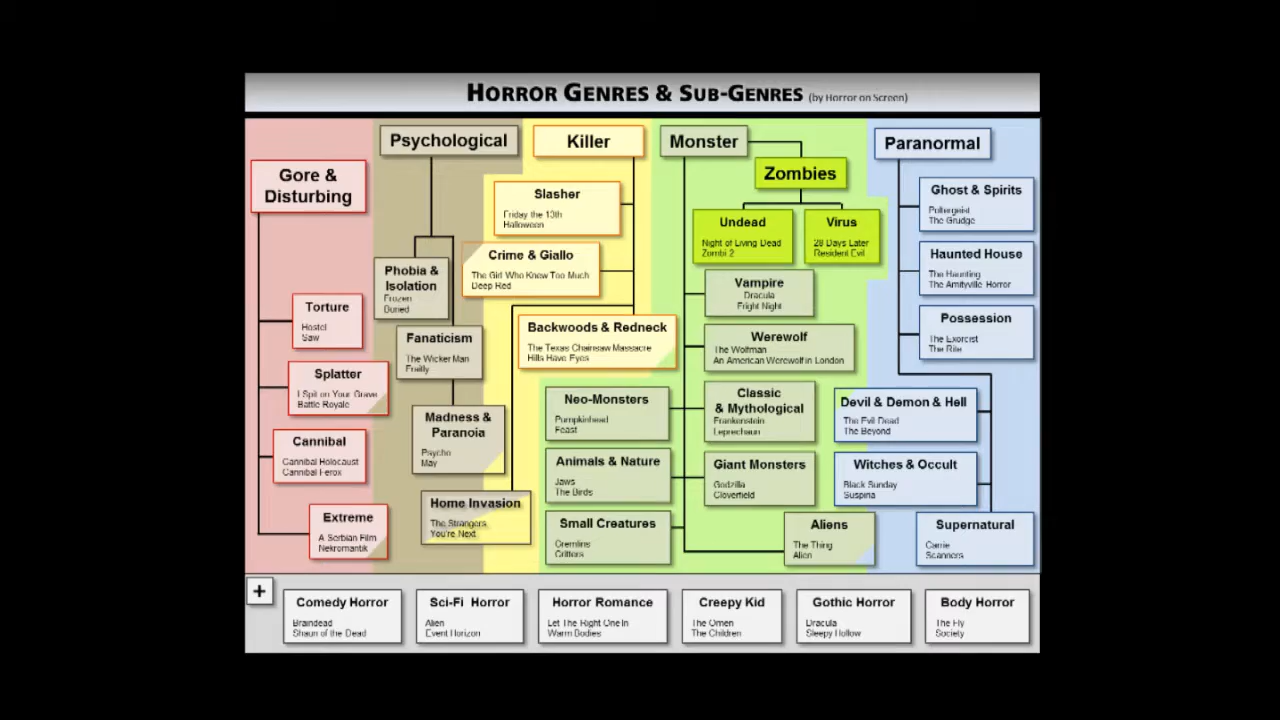 HORROR GENRES & SUB-GENRES (by Horror on Screen)
Gore &
Disturbing
Torture
Hostel
Saw
Splatter
I Spit on Your Grave
Battle Royale
Cannibal
Cannibal Holocaust
Cannibal Ferox
Extreme
A Serbian Film
Nekromantik
Psychological
Phobia &
Isolation
Frozen
Buried
Fanaticism
The Wicker Man
Frailty
Madness &
Paranoia
Psycho
May
Home Invasion
The Strangers
You're Next
Killer
Slasher
Friday the 13th
Halloween
Crime & Giallo
The Girl Who Knew Too Much
Deep Red
Backwoods & Redneck
The Texas Chainsaw Massacre
Hills Have Eyes
Monster
Zombies
Undead
Night of Living Dead
Zombi 2
Virus
28 Days Later
Resident Evil
Vampire
Dracula
Fright Night
Werewolf
The Wolfman
An American Werewolf in London
Neo-Monsters
Pumpkinhead
Feast
Classic
& Mythological
Frankenstein
Leprechaun
Animals & Nature
Jaws
The Birds
Giant Monsters
Godzilla
Cloverfield
Small Creatures
Gremlins
Critters
Aliens
The Thing
Alien
Paranormal
Ghost & Spirits
Poltergeist
The Grudge
Haunted House
The Haunting
The Amityville Horror
Possession
The Exorcist
The Rite
Devil & Demon & Hell
The Evil Dead
The Beyond
Witches & Occult
Black Sunday
Suspiria
Supernatural
Carrie
Scanners
+
Comedy Horror
Braindead
Shaun of the Dead
Sci-Fi Horror
Alien
Event Horizon
Horror Romance
Let The Right One In
Warm Bodies
Creepy Kid
The Omen
The Children
Gothic Horror
Dracula
Sleepy Hollow
Body Horror
The Fly
Society